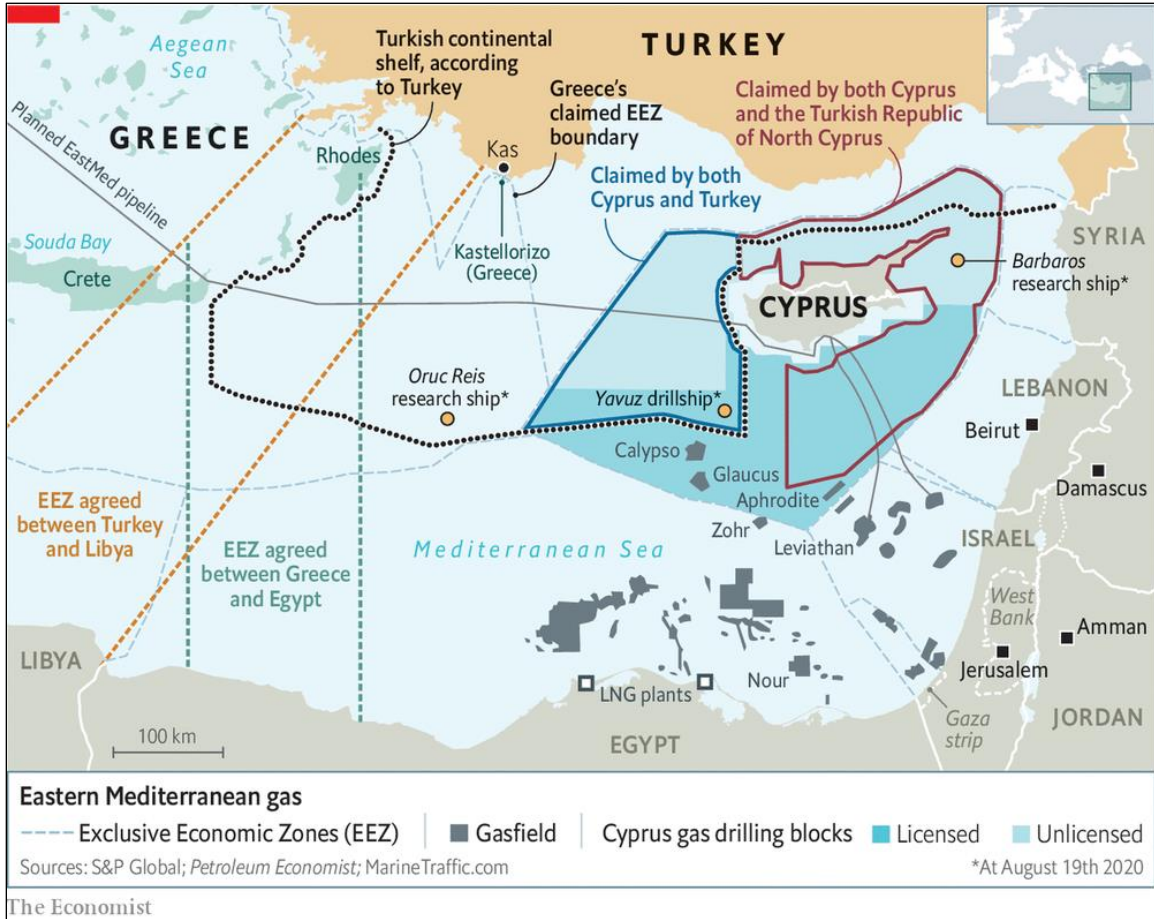 Aegean
Sea
Turkish continental
shelf, according
to Turkey
TURKEY
Greece's
claimed EEZ
boundary
Claimed by both Cyprus
and the Turkish Republic
of North Cyprus
Planned EastMed pipeline
GREECE
Rhodes
Kas
Claimed by both
Cyprus and Turkey
Souda Bay
Crete
Kastellorizo
(Greece)
SYRIA
Barbaros
research ship*
CYPRUS
Oruc Reis
research ship*
Yavuz drillship*
LEBANON
Beirut
Calypso
Glaucus
Aphrodite
Damascus
Zohr
Leviathan
ISRAEL
EEZ agreed
between Turkey
and Libya
EEZ agreed
between Greece
and Egypt
Mediterranean Sea
West
Bank
Amman
Jerusalem
LIBYA
LNG plants
Nour
Gaza
strip
JORDAN
100 km
EGYPT
Eastern Mediterranean gas
Exclusive Economic Zones (EEZ) Gasfield Cyprus gas drilling blocks Licensed Unlicensed
Sources: S&P Global; Petroleum Economist; MarineTraffic.com *At August 19th 2020
The Economist